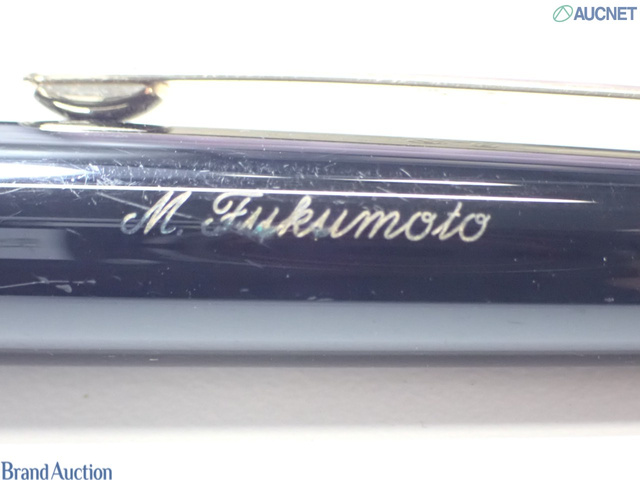 AUCNET
M. Fukumoto
Brand Auction